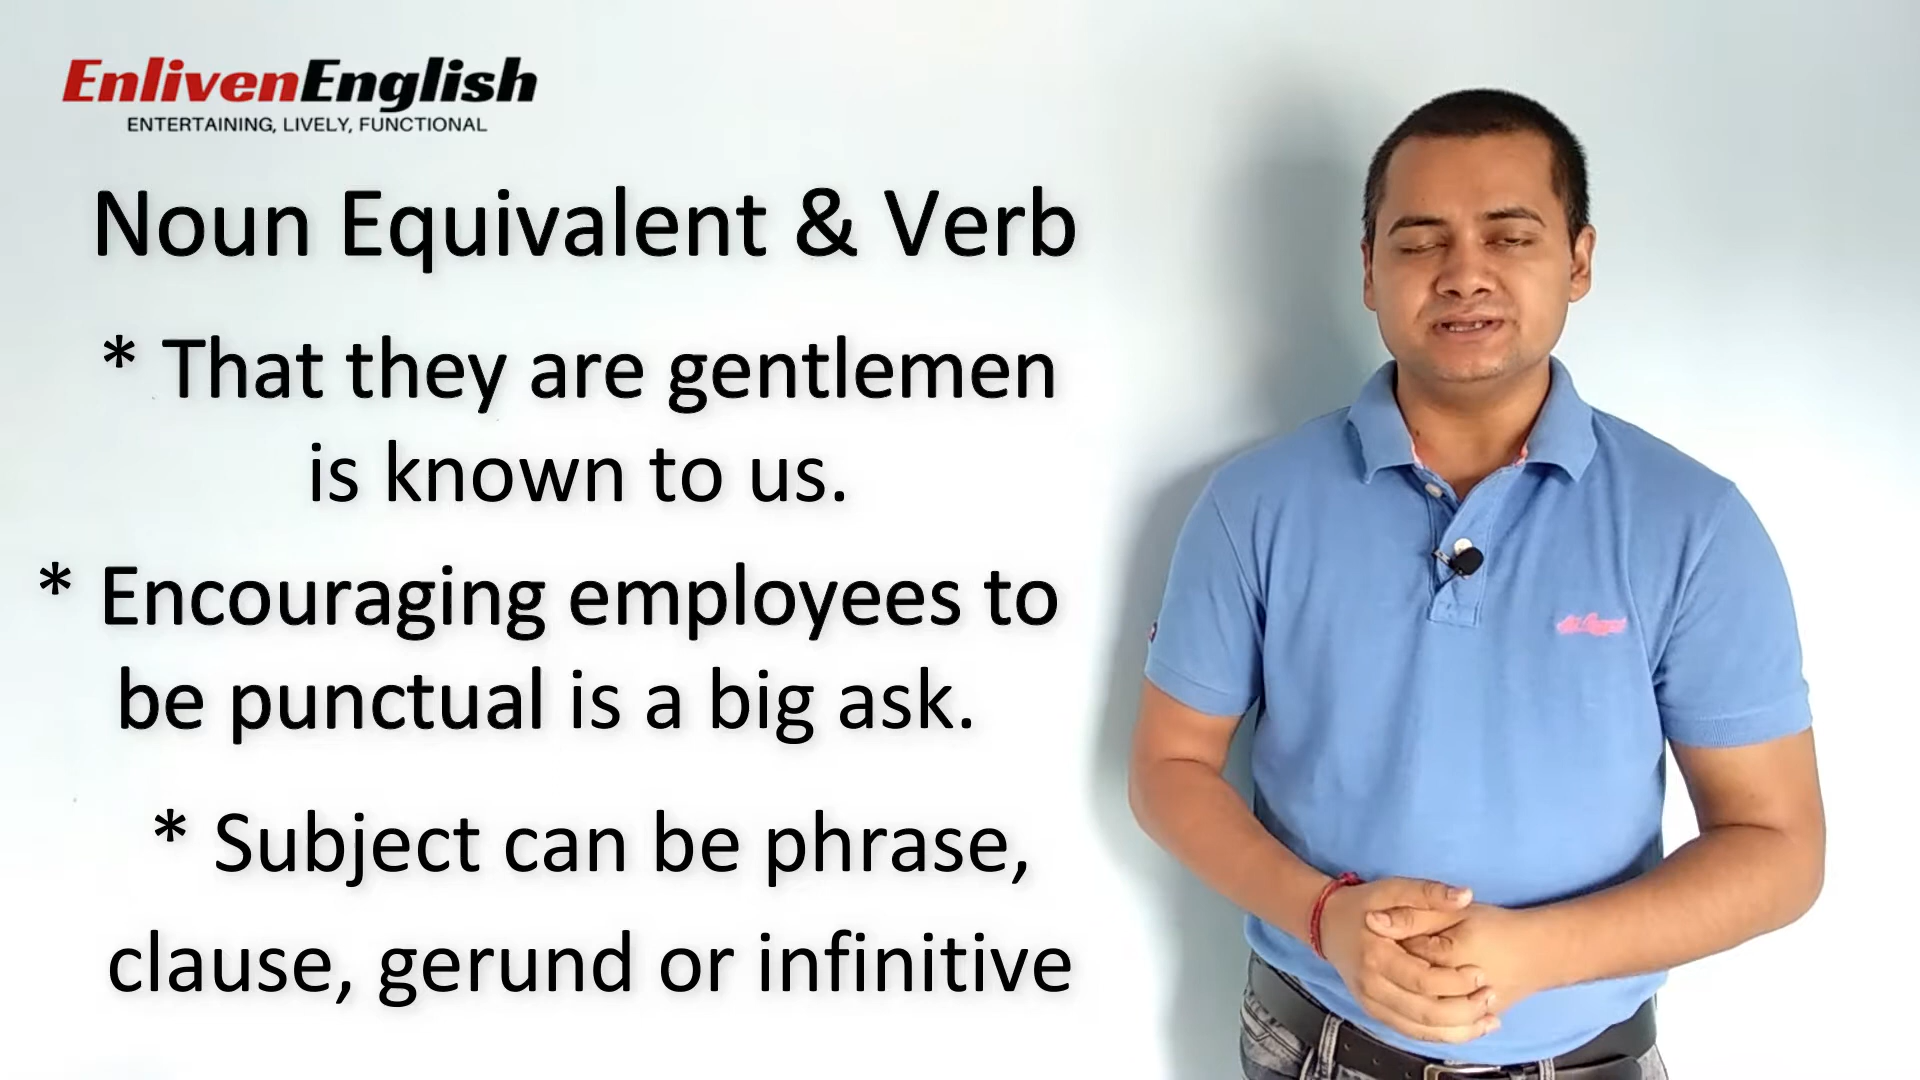 EnlivenEnglish
ENTERTAINING, LIVELY, FUNCTIONAL
Noun Equivalent & Verb
* That they are gentlemen
is known to us.
* Encouraging employees to
be punctual is a big ask.
* Subject can be phrase,
clause, gerund or infinitive